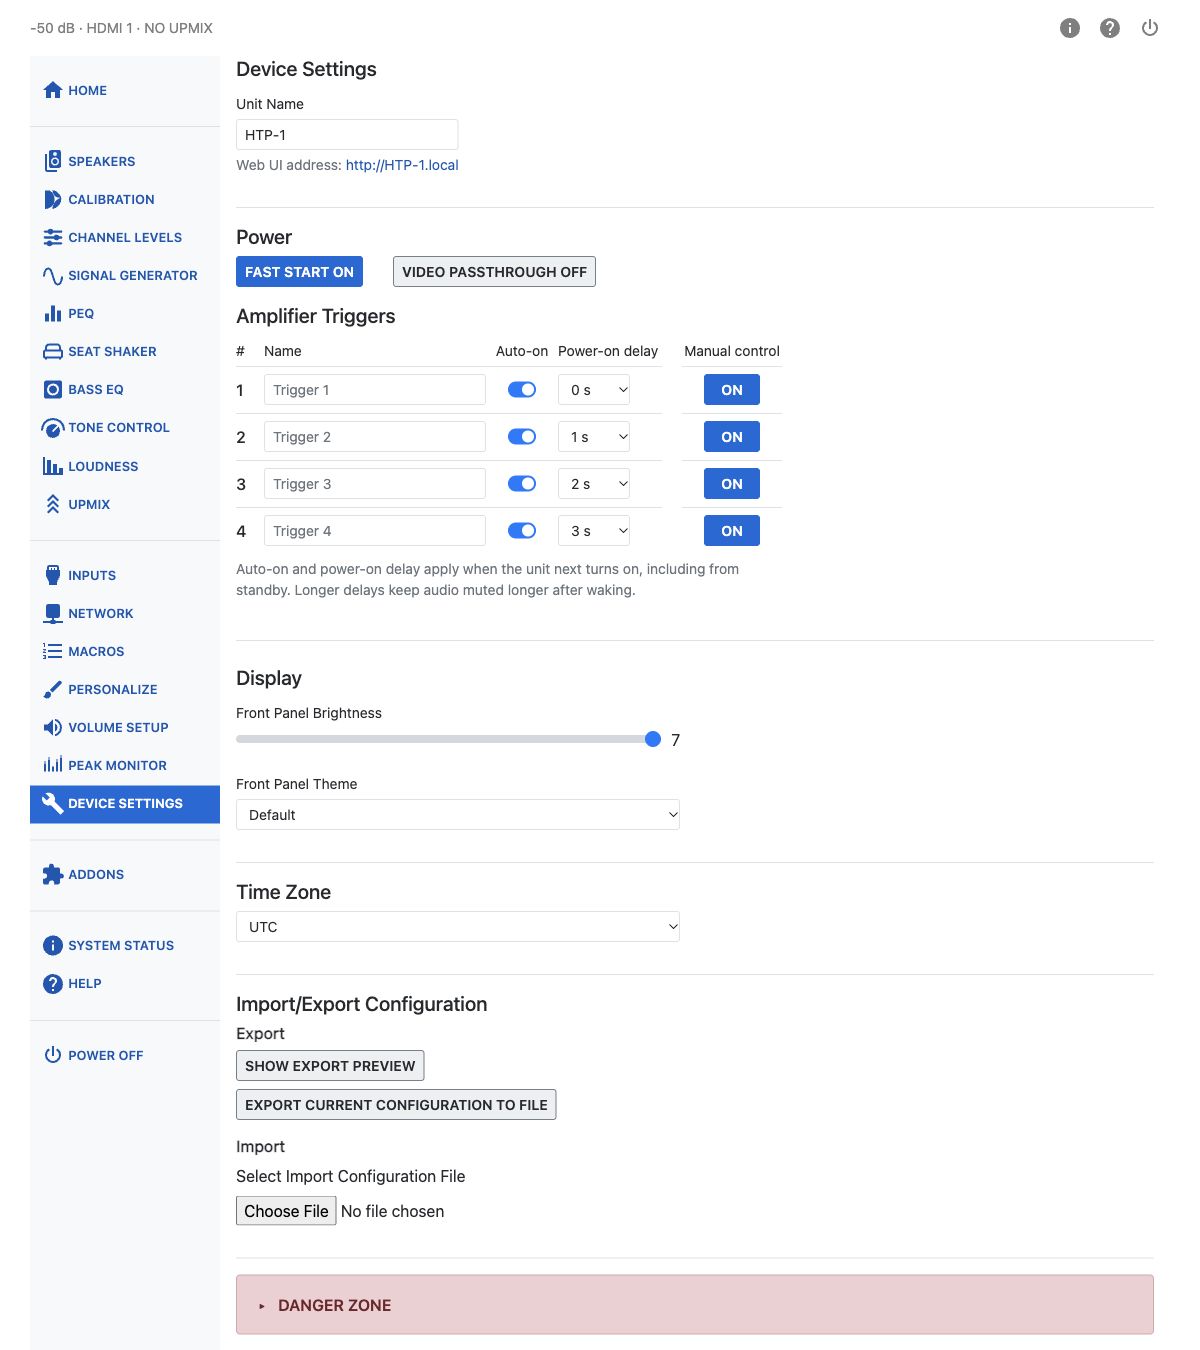 -50 dB · HDMI 1 · NO UPMIX
HOME
SPEAKERS
CALIBRATION
CHANNEL LEVELS
SIGNAL GENERATOR
PEQ
SEAT SHAKER
BASS EQ
TONE CONTROL
LOUDNESS
UPMIX
INPUTS
NETWORK
MACROS
PERSONALIZE
VOLUME SETUP
PEAK MONITOR
DEVICE SETTINGS
ADDONS
SYSTEM STATUS
HELP
POWER OFF
Device Settings
Unit Name
HTP-1
Web UI address: http://HTP-1.local
Power
FAST START ON VIDEO PASSTHROUGH OFF
Amplifier Triggers
# Name Auto-on Power-on delay Manual control
1 Trigger 1 0 s ON
2 Trigger 2 1 s ON
3 Trigger 3 2 s ON
4 Trigger 4 3 s ON
Auto-on and power-on delay apply when the unit next turns on, including from
standby. Longer delays keep audio muted longer after waking.
Display
Front Panel Brightness
7
Front Panel Theme
Default
Time Zone
UTC
Import/Export Configuration
Export
SHOW EXPORT PREVIEW
EXPORT CURRENT CONFIGURATION TO FILE
Import
Select Import Configuration File
Choose File No file chosen
DANGER ZONE